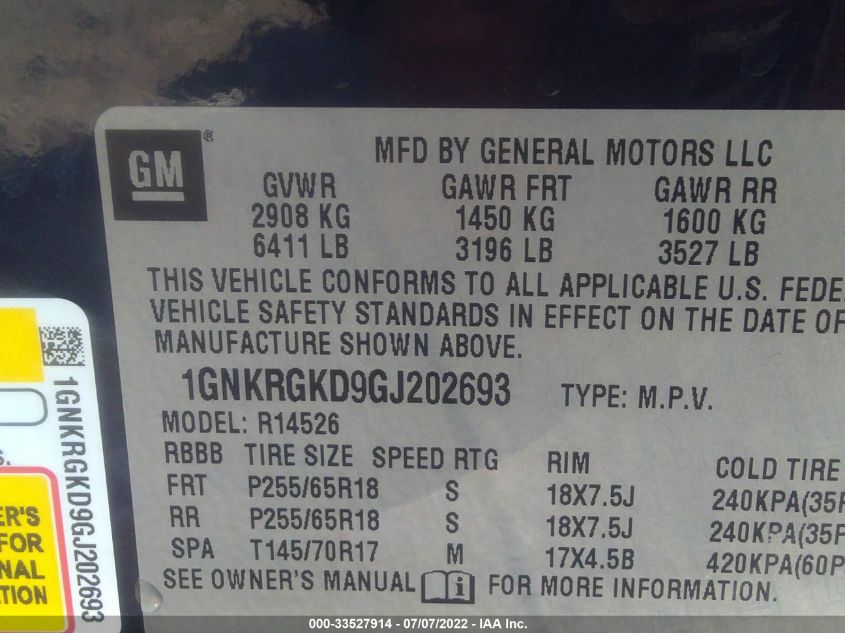 GM ®
MFD BY GENERAL MOTORS LLC
GVWR GAWR FRT GAWR RR
2908 KG 1450 KG 1600 KG
6411 LB 3196 LB 3527 LB
THIS VEHICLE CONFORMS TO ALL APPLICABLE U.S. FEDE
VEHICLE SAFETY STANDARDS IN EFFECT ON THE DATE OF
MANUFACTURE SHOWN ABOVE.
1GNKRGKD9GJ202693 TYPE: M.P.V.
MODEL: R14526
RBBB TIRE SIZE SPEED RTG RIM COLD TIRE
FRT P255/65R18 S 18X7.5J 240KPA(35P
RR P255/65R18 S 18X7.5J 240KPA(35P
SPA T145/70R17 M 17X4.5B 420KPA(60P
SEE OWNER'S MANUAL i FOR MORE INFORMATION.
1GNKRGKD9GJ202693
S.
ER'S
FOR
NAL
TION
000-33527914 - 07/07/2022 - IAA Inc.